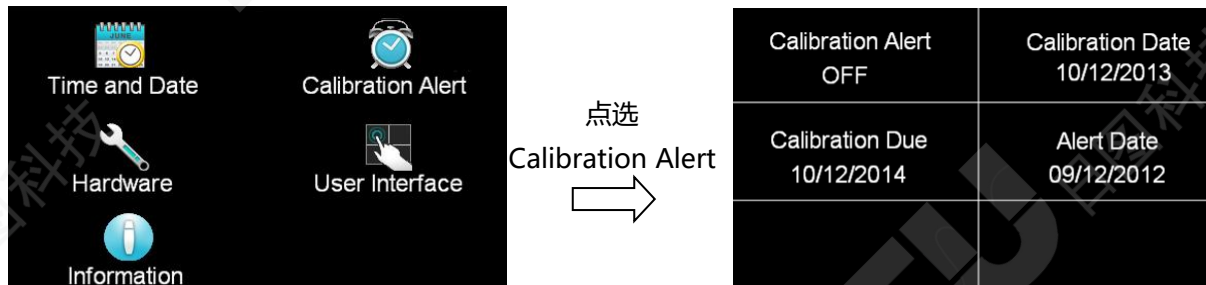 JUNE
Time and Date
Calibration Alert
Hardware
User Interface
Information
点选
Calibration Alert
Calibration Alert
OFF
Calibration Date
10/12/2013
Calibration Due
10/12/2014
Alert Date
09/12/2012